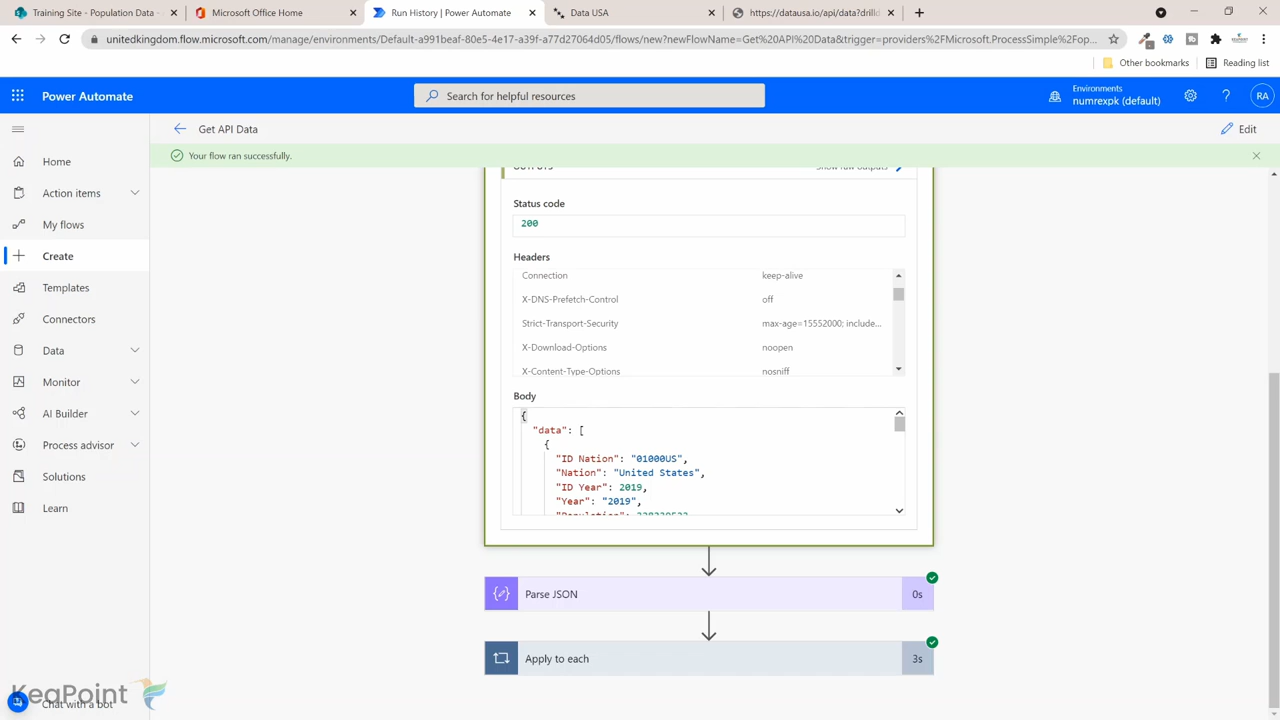 Training Site - Population Data -
Microsoft Office Home
Run History | Power Automate
Data USA
https://datausa.io/api/data?drilld
unitedkingdom.flow.microsoft.com/manage/environments/Default-a991beaf-80e5-4e17-a39f-a77d27064d05/flows/new?newFlowName=Get%20API%20Data&trigger=providers%2FMicrosoft.ProcessSimple%2Fop...
Other bookmarks
Reading list
Power Automate
Search for helpful resources
Environments
numrexpk (default)
RA
Get API Data
Edit
Your flow ran successfully.
Home
Action items
My flows
Create
Templates
Connectors
Data
Monitor
AI Builder
Process advisor
Solutions
Learn
Chat with a bot
KeaPoint
OUTPUTS
Show raw outputs
Status code
200
Headers
Connection keep-alive
X-DNS-Prefetch-Control off
Strict-Transport-Security max-age=15552000; include...
X-Download-Options noopen
X-Content-Type-Options nosniff
Body
{
"data": [
{
"ID Nation": "01000US",
"Nation": "United States",
"ID Year": 2019,
"Year": "2019",
"Population": 328239523
Parse JSON
0s
Apply to each
3s